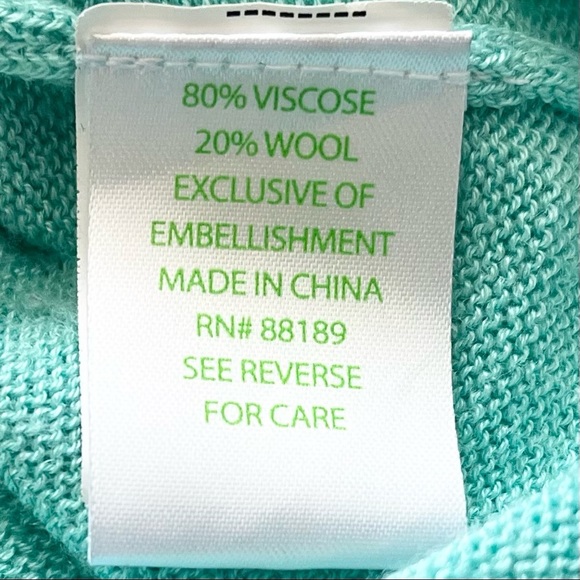 80% VISCOSE
20% WOOL
EXCLUSIVE OF
EMBELLISHMENT
MADE IN CHINA
RN# 88189
SEE REVERSE
FOR CARE